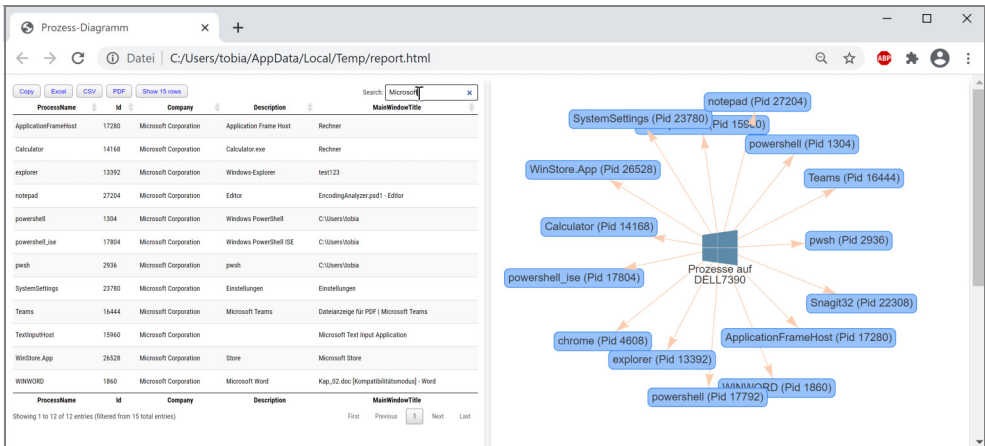 Prozess-Diagramm
Datei C:/Users/tobia/AppData/Local/Temp/report.html
ABP
Copy Excel CSV PDF Show 15 rows
Search: Microsoft
ProcessName Id Company Description MainWindowTitle
ApplicationFrameHost 17280 Microsoft Corporation Application Frame Host Rechner
Calculator 14168 Microsoft Corporation Calculator.exe Rechner
explorer 13392 Microsoft Corporation Windows-Explorer test123
notepad 27204 Microsoft Corporation Editor EncodingAnalyzer.psd1 - Editor
powershell 1304 Microsoft Corporation Windows PowerShell C:\Users\tobia
powershell_ise 17804 Microsoft Corporation Windows PowerShell ISE C:\Users\tobia
pwsh 2936 Microsoft Corporation pwsh C:\Users\tobia
SystemSettings 23780 Microsoft Corporation Einstellungen Einstellungen
Teams 16444 Microsoft Corporation Microsoft Teams Dateianzeige für PDF | Microsoft Teams
TextInputHost 15960 Microsoft Corporation Microsoft Text Input Application
WinStore.App 26528 Microsoft Corporation Store Microsoft Store
WINWORD 1860 Microsoft Corporation Microsoft Word Kap_02.doc [Kompatibilitätsmodus] - Word
ProcessName Id Company Description MainWindowTitle
Showing 1 to 12 of 12 entries (filtered from 15 total entries)
First Previous 1 Next Last
notepad (Pid 27204)
SystemSettings (Pid 23780)
(Pid 15960)
powershell (Pid 1304)
WinStore.App (Pid 26528)
Teams (Pid 16444)
Calculator (Pid 14168)
pwsh (Pid 2936)
Prozesse auf
DELL7390
powershell_ise (Pid 17804)
Snagit32 (Pid 22308)
chrome (Pid 4608)
ApplicationFrameHost (Pid 17280)
explorer (Pid 13392)
WINWORD (Pid 1860)
powershell (Pid 17792)